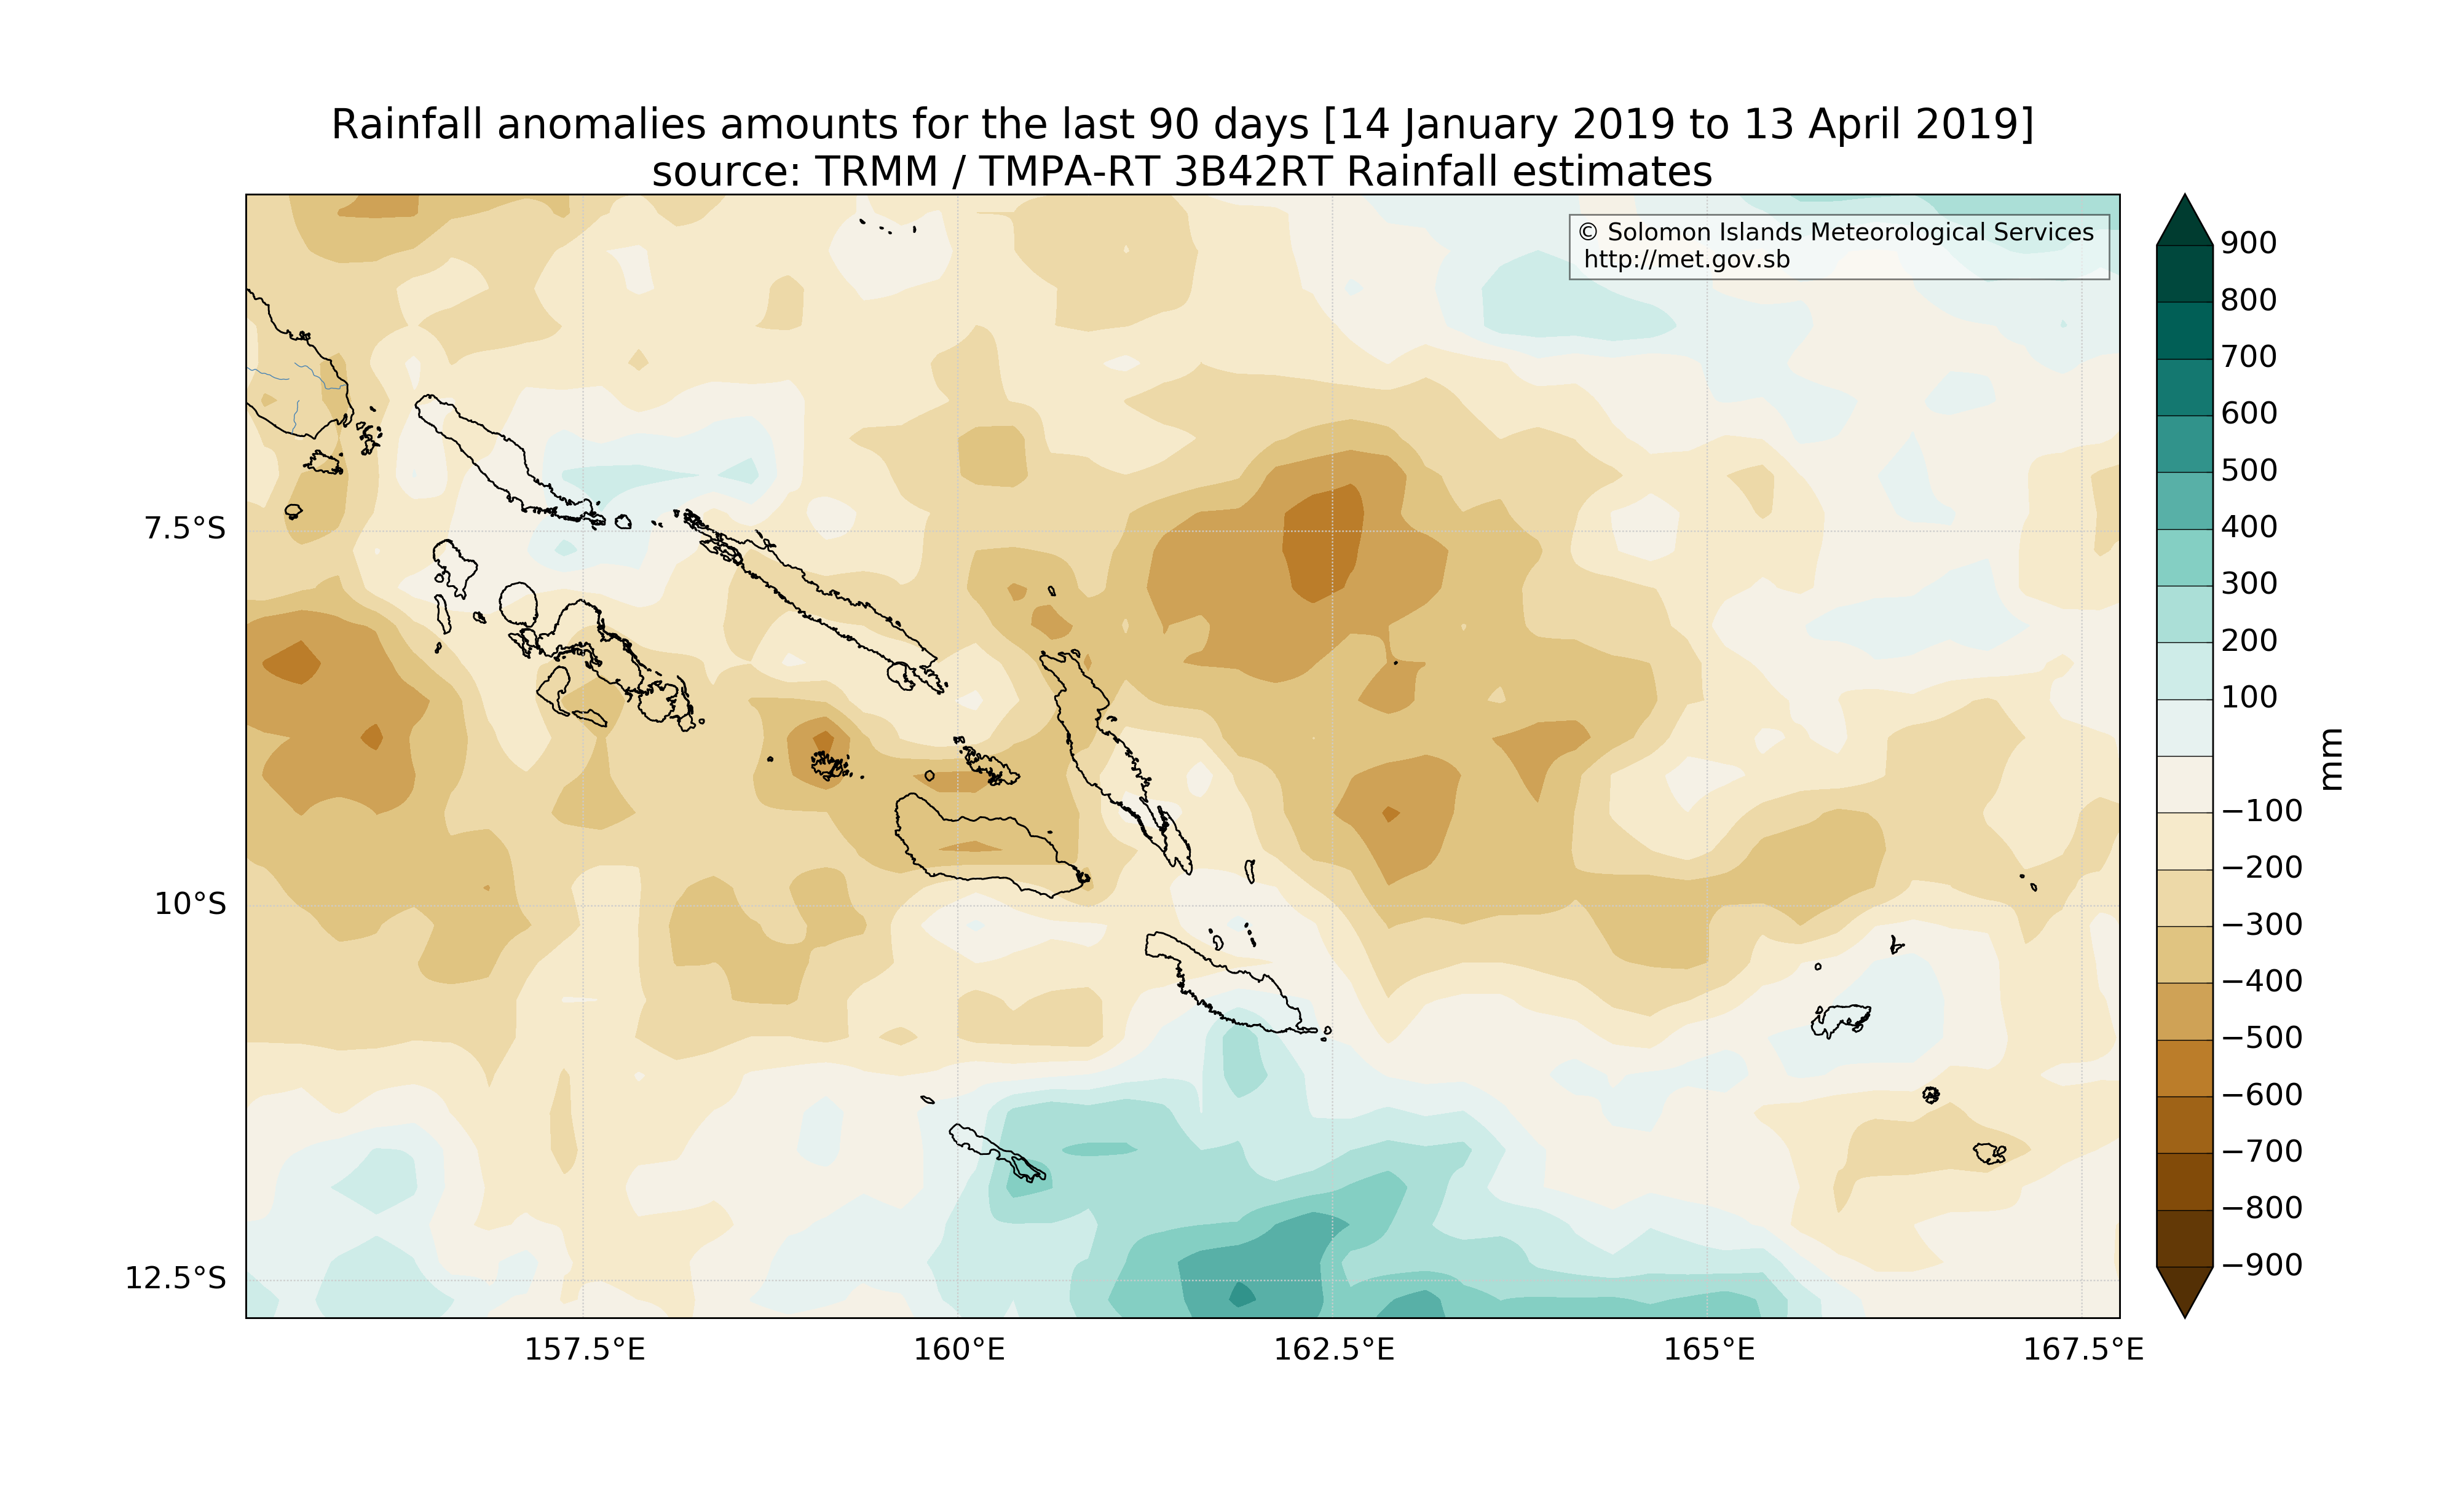 Rainfall anomalies amounts for the last 90 days [14 January 2019 to 13 April 2019]
source: TRMM / TMPA-RT 3B42RT Rainfall estimates
© Solomon Islands Meteorological Services
http://met.gov.sb
7.5°S
10°S
12.5°S
157.5°E
160°E
162.5°E
165°E
167.5°E
900
800
700
600
500
400
300
200
100
−100
−200
−300
−400
−500
−600
−700
−800
−900
mm